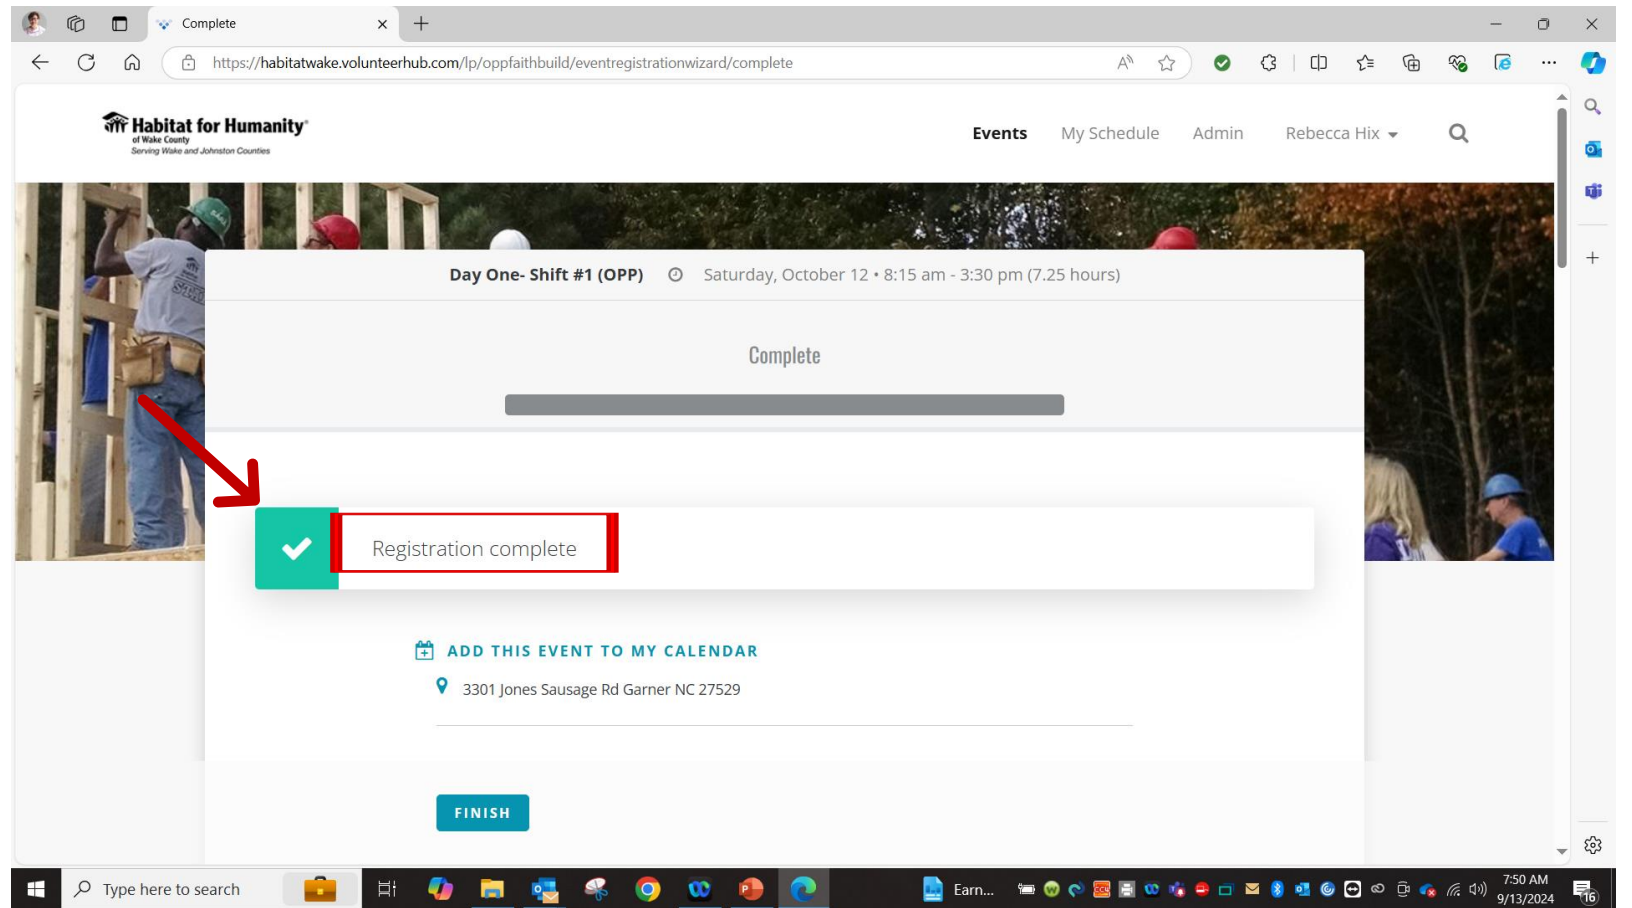 Complete
https://habitatwake.volunteerhub.com/lp/oppfaithbuild/eventregistrationwizard/complete
Habitat for Humanity®
of Wake County
Serving Wake and Johnston Counties
Events My Schedule Admin Rebecca Hix
Day One- Shift #1 (OPP) Saturday, October 12 • 8:15 am - 3:30 pm (7.25 hours)
Complete
Registration complete
ADD THIS EVENT TO MY CALENDAR
3301 Jones Sausage Rd Garner NC 27529
FINISH
Type here to search
Earn...
7:50 AM
9/13/2024
16